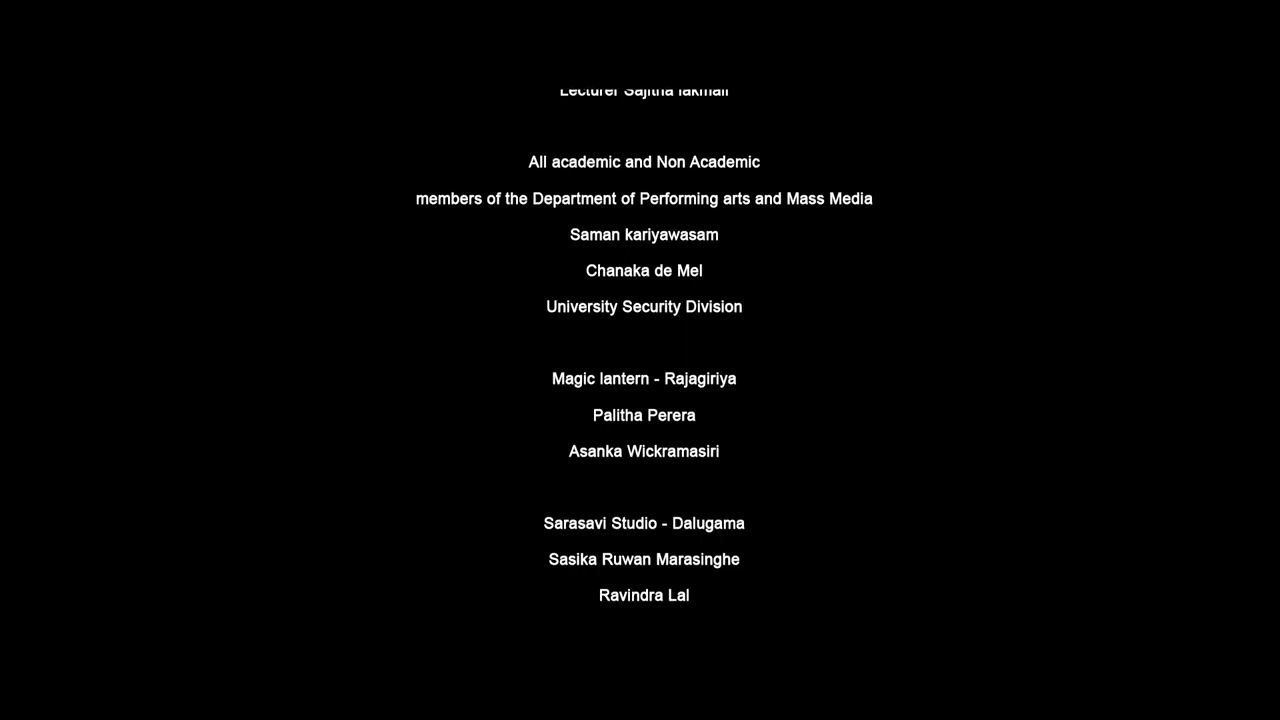 Lecturer Sajitha lakmali
All academic and Non Academic
members of the Department of Performing arts and Mass Media
Saman kariyawasam
Chanaka de Mel
University Security Division
Magic lantern - Rajagiriya
Palitha Perera
Asanka Wickramasiri
Sarasavi Studio - Dalugama
Sasika Ruwan Marasinghe
Ravindra Lal